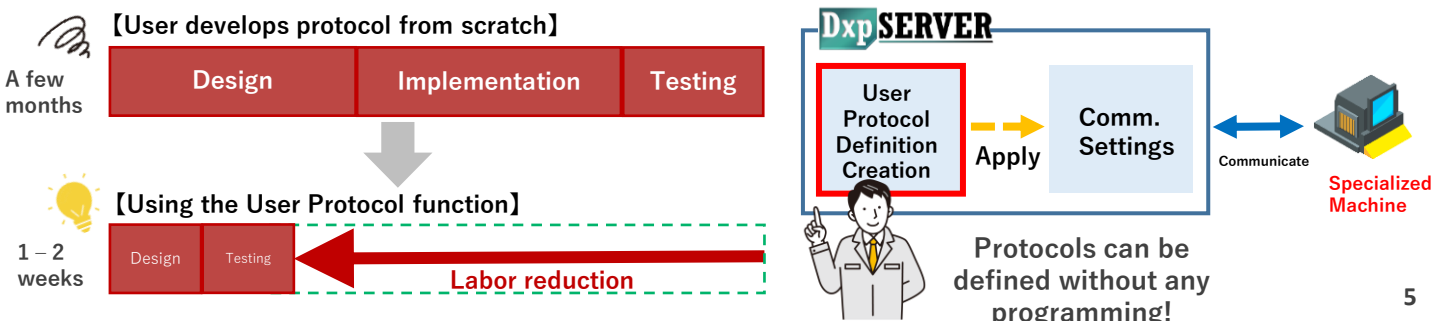 【User develops protocol from scratch】
A few
months
Design
Implementation
Testing
【Using the User Protocol function】
1 – 2
weeks
Design
Testing
Labor reduction
Dxp SERVER
User
Protocol
Definition
Creation
Apply
Comm.
Settings
Communicate
Specialized
Machine
Protocols can be
defined without any
programming!
5